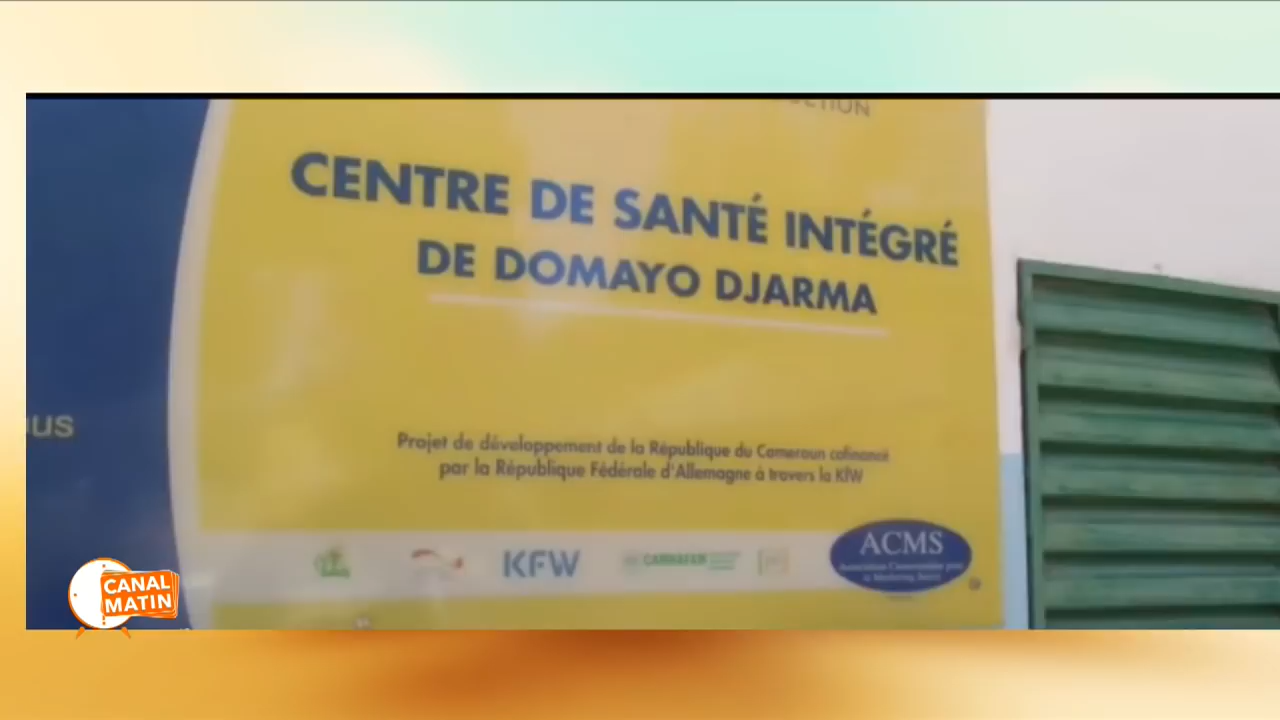 CENTRE DE SANTÉ INTÉGRÉ
DE DOMAYO DJARMA
Projet de développement de la République du Cameroun cofinancé
par la République Fédérale d'Allemagne à travers la KfW
KFW
ACMS
CANAL
MATIN